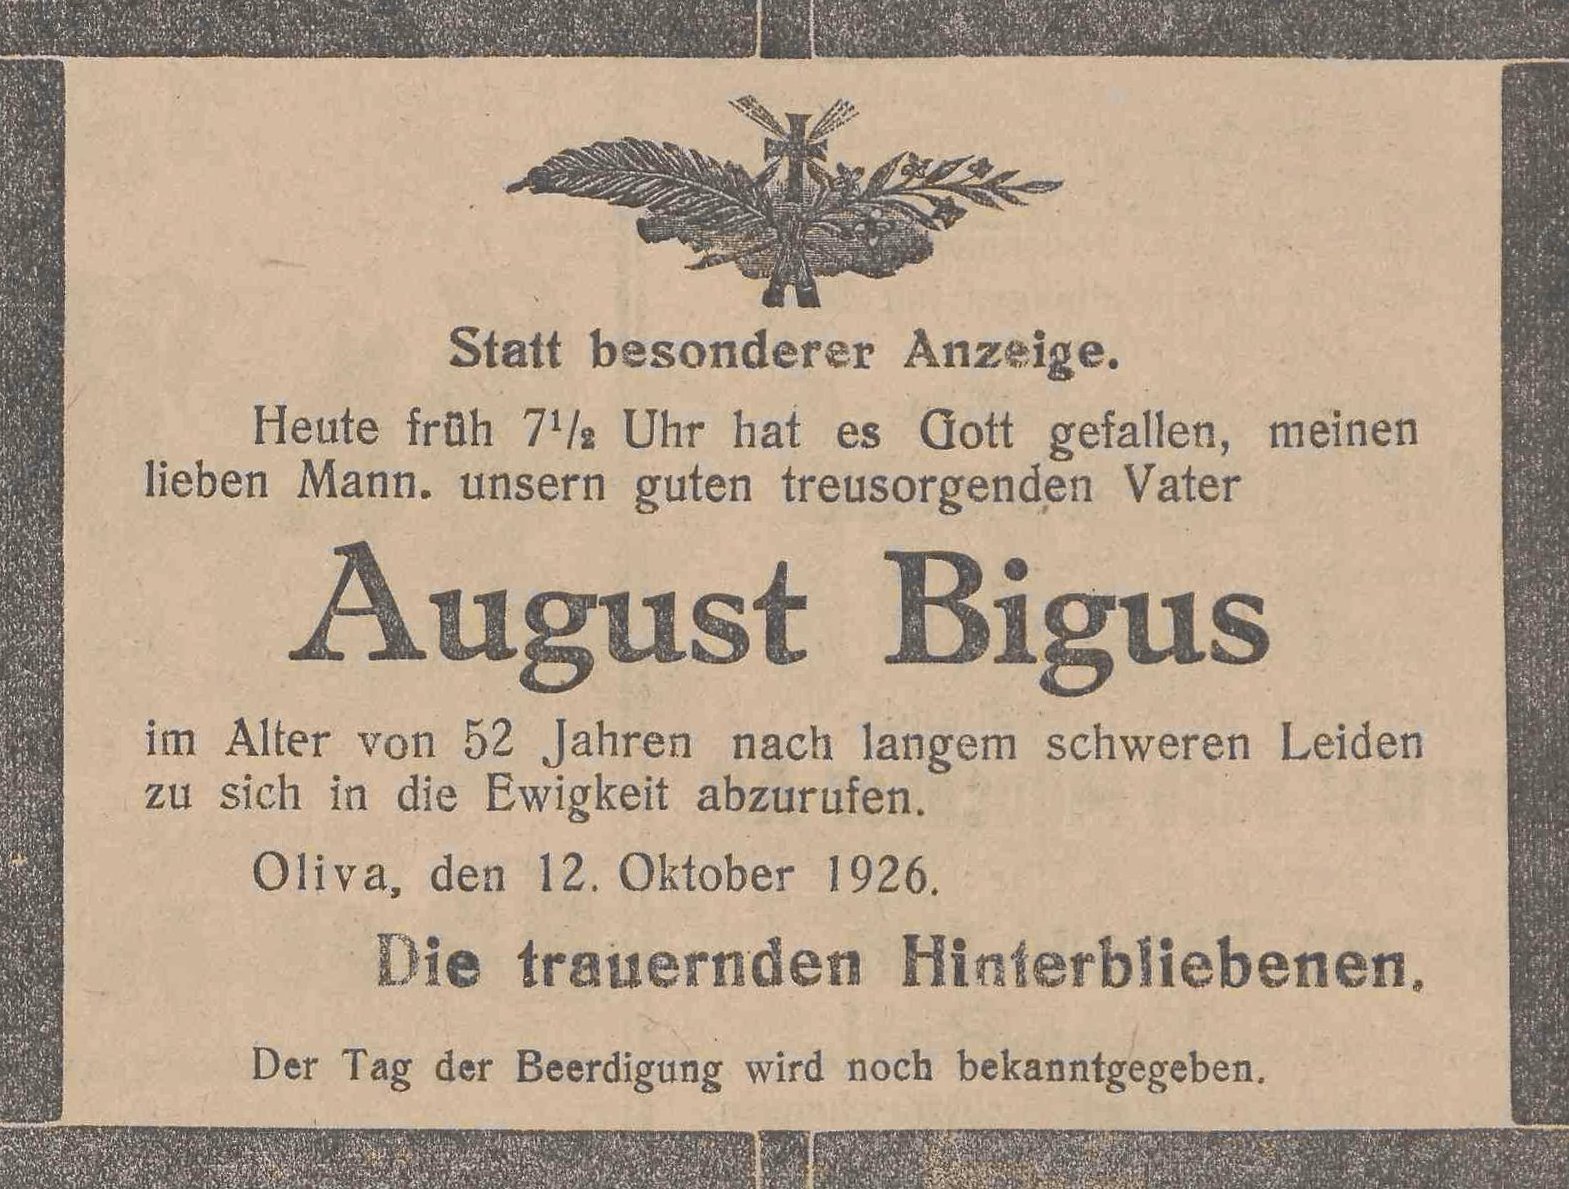 Statt besonderer Anzeige.
Heute früh 7½ Uhr hat es Gott gefallen, meinen
lieben Mann. unsern guten treusorgenden Vater
August Bigus
im Alter von 52 Jahren nach langem schweren Leiden
zu sich in die Ewigkeit abzurufen.
Oliva, den 12. Oktober 1926.
Die trauernden Hinterbliebenen.
Der Tag der Beerdigung wird noch bekanntgegeben.